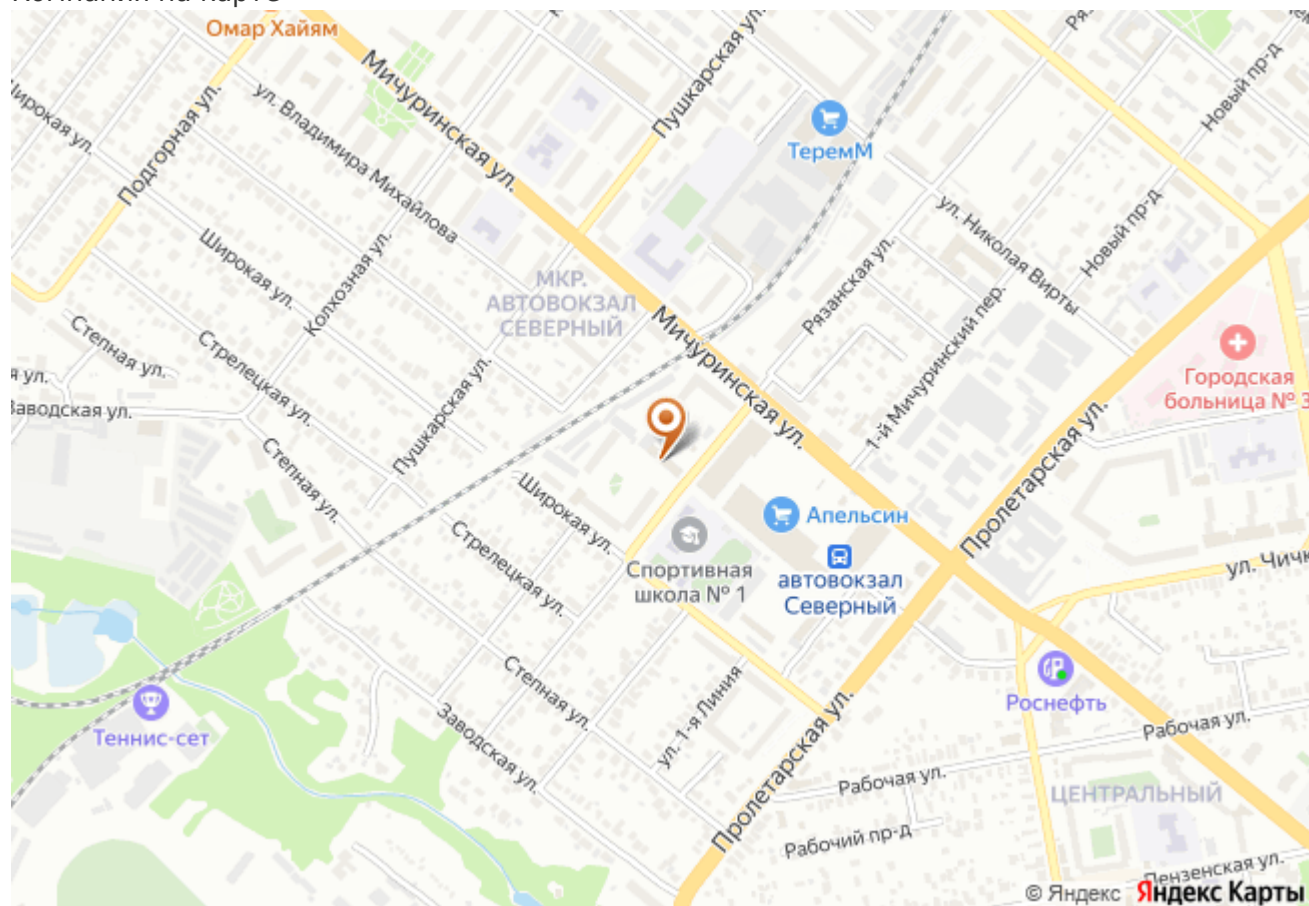 Компания на карте
Омар Хайям
Мичуринская ул.
Пушкарская ул.
Новый пр-д
ТеремМ
ул. Владимира Михайлова
Подгорная ул.
Широкая ул.
Колхозная ул.
МКР.
АВТОВОКЗАЛ
СЕВЕРНЫЙ
ул. Николая Вирты
Новый пр-д
Рязанская ул.
1-й Мичуринский пер.
Мичуринская ул.
Городская
больница № 3
Степная ул.
Стрелецкая ул.
Заводская ул.
Пушкарская ул.
Степная ул.
Широкая ул.
Апельсин
Пролетарская ул.
Стрелецкая ул.
Спортивная
школа № 1
автовокзал
Северный
ул. Чичк
Степная ул.
ул. 1-я Линия
Роснефть
Теннис-сет
Заводская ул.
Пролетарская ул.
Рабочая ул.
Рабочая ул.
ЦЕНТРАЛЬНЫЙ
Рабочий пр-д
Пензенская ул.
© Яндекс Яндекс Карты